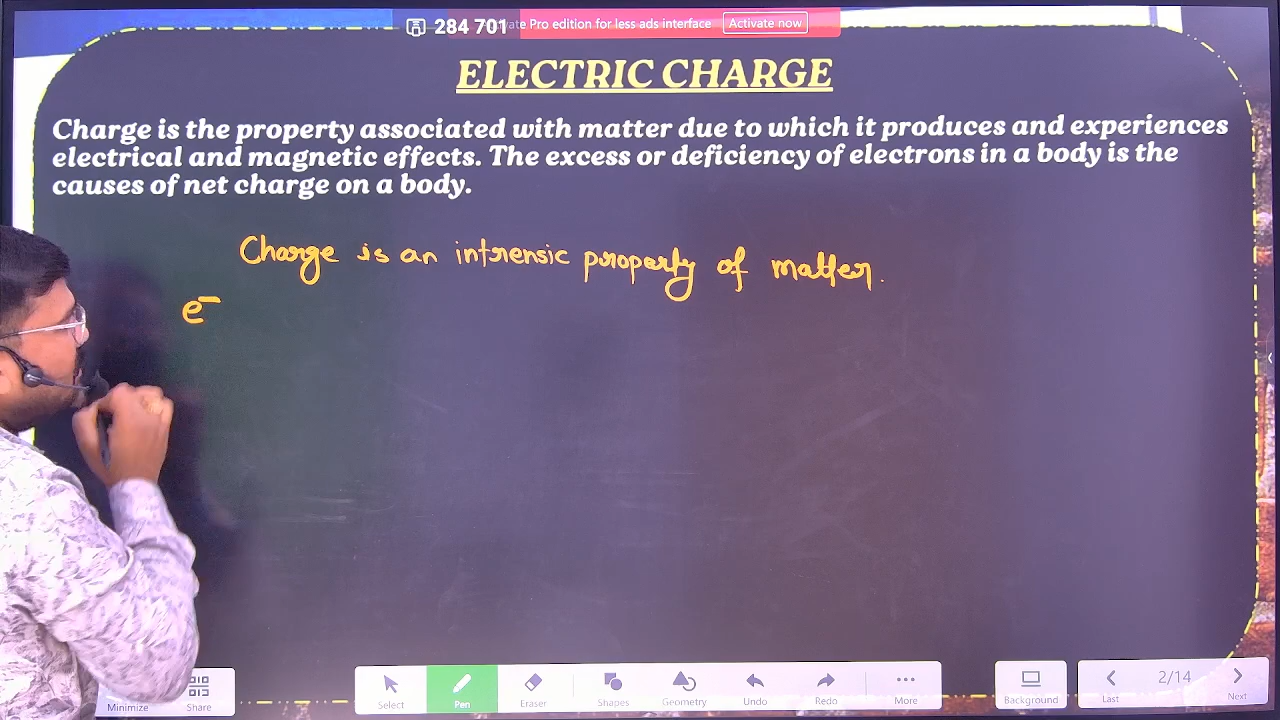 284 701
ate Pro edition for less ads interface Activate now
ELECTRIC CHARGE
Charge is the property associated with matter due to which it produces and experiences
electrical and magnetic effects. The excess or deficiency of electrons in a body is the
causes of net charge on a body.
Charge is an intrensic property of matter.
e⁻
Minimize Share Select Pen Eraser Shapes Geometry Undo Redo More Background Last 2/14 Next